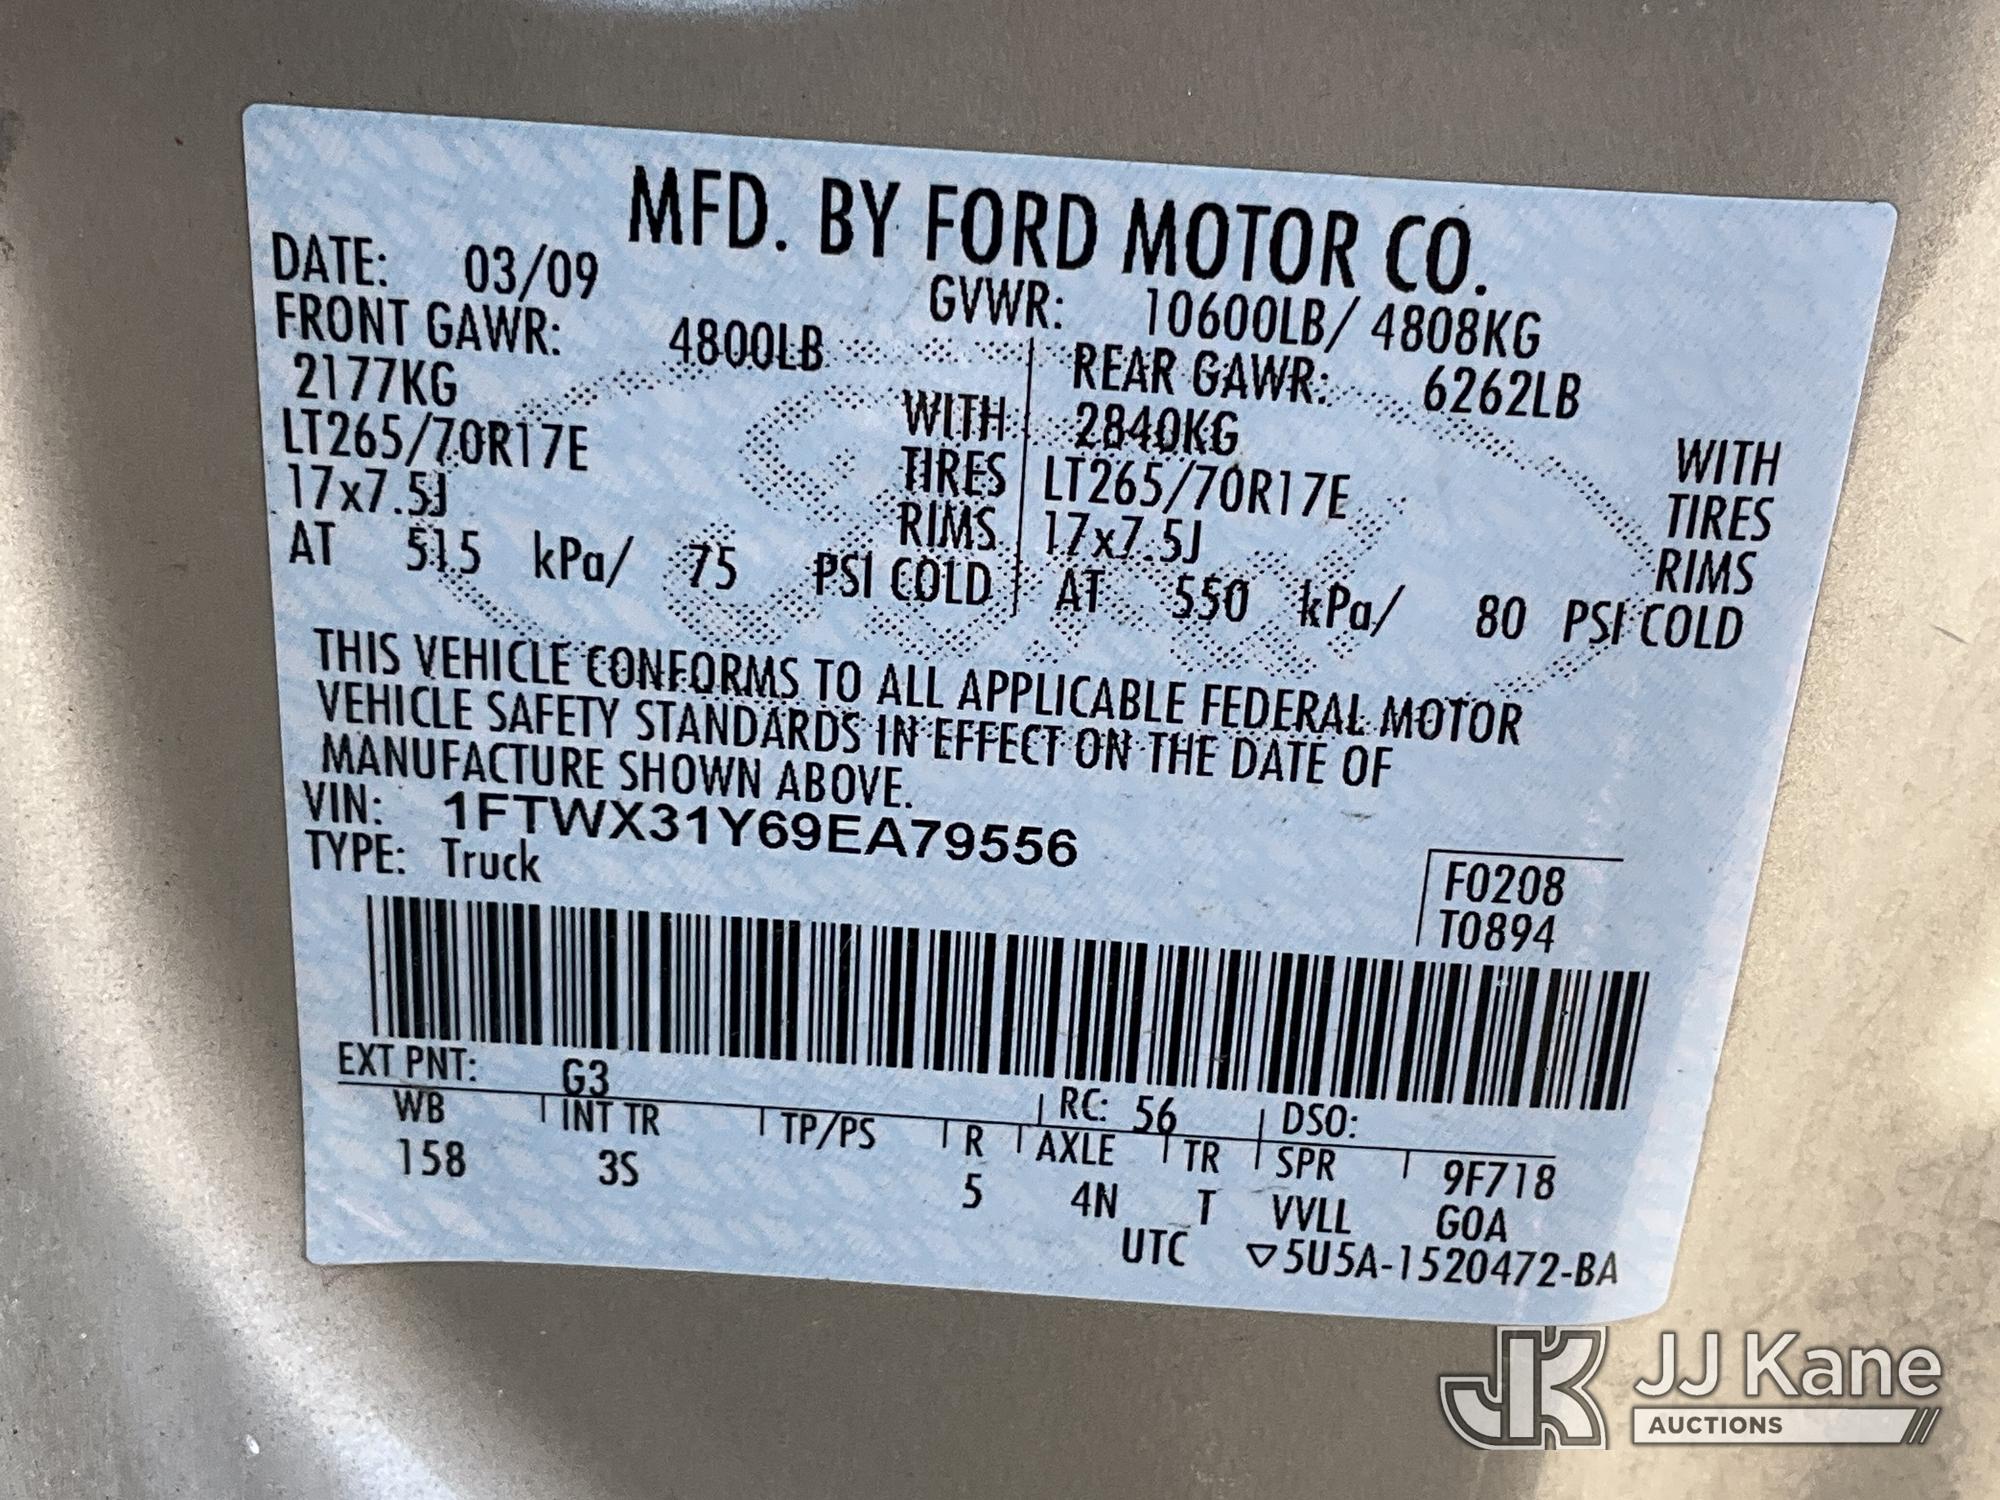 MFD. BY FORD MOTOR CO.
DATE: 03/09 GVWR: 10600LB/ 4808KG
FRONT GAWR: 4800LB REAR GAWR: 6262LB
2177KG WITH 2840KG WITH
LT265/70R17E TIRES LT265/70R17E TIRES
17x7.5J RIMS 17x7.5J RIMS
AT 515 kPa/ 75 PSI COLD AT 550 kPa/ 80 PSI COLD
THIS VEHICLE CONFORMS TO ALL APPLICABLE FEDERAL MOTOR
VEHICLE SAFETY STANDARDS IN EFFECT ON THE DATE OF
MANUFACTURE SHOWN ABOVE.
VIN: 1FTWX31Y69EA79556
TYPE: Truck
F0208
T0894
EXT PNT: G3 RC: 56 DSO:
WB INT TR TP/PS R AXLE TR SPR 9F718
158 3S 5 4N T VVLL GOA
UTC ▽5U5A-1520472-BA
JK JJ Kane
AUCTIONS